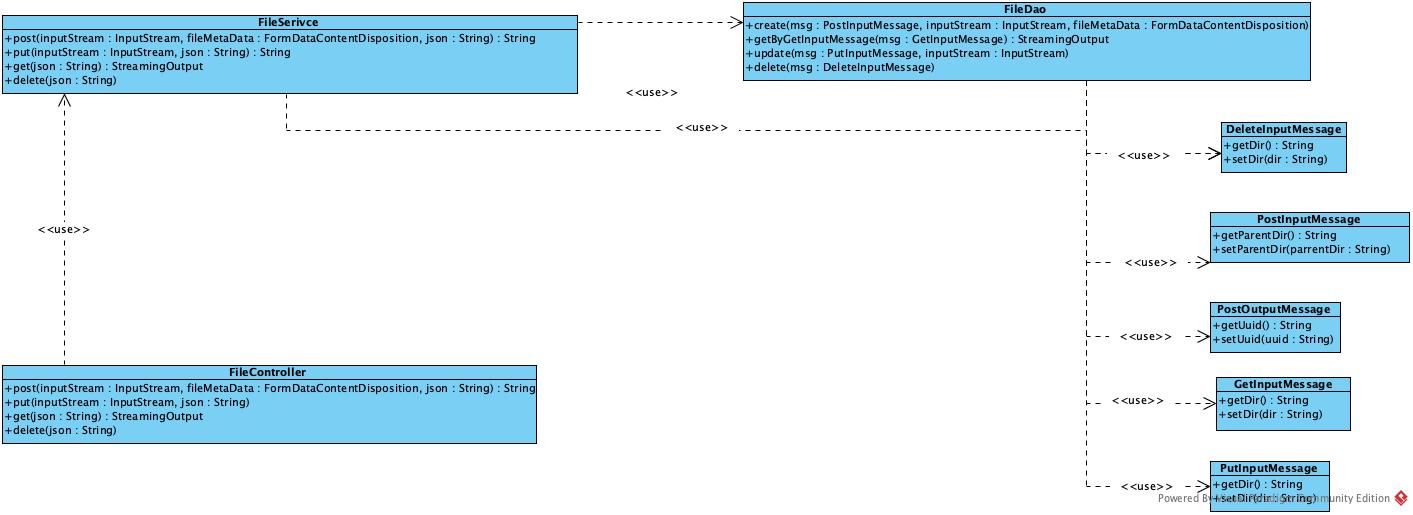 FileSerivce
+post(inputStream : InputStream, fileMetaData : FormDataContentDisposition, json : String) : String
+put(inputStream : InputStream, json : String) : String
+get(json : String) : StreamingOutput
+delete(json : String)
FileDao
+create(msg : PostInputMessage, inputStream : InputStream, fileMetaData : FormDataContentDisposition)
+getByGetInputMessage(msg : GetInputMessage) : StreamingOutput
+update(msg : PutInputMessage, inputStream : InputStream)
+delete(msg : DeleteInputMessage)
<<use>>
<<use>>
DeleteInputMessage
+getDir() : String
+setDir(dir : String)
<<use>>
PostInputMessage
+getParentDir() : String
+setParentDir(parrentDir : String)
<<use>>
<<use>>
PostOutputMessage
+getUuid() : String
+setUuid(uuid : String)
<<use>>
FileController
+post(inputStream : InputStream, fileMetaData : FormDataContentDisposition, json : String) : String
+put(inputStream : InputStream, json : String)
+get(json : String) : StreamingOutput
+delete(json : String)
GetInputMessage
+getDir() : String
+setDir(dir : String)
<<use>>
PutInputMessage
+getDir() : String
+setDir(dir : String)
<<use>>
Powered By Visual Paradigm Community Edition